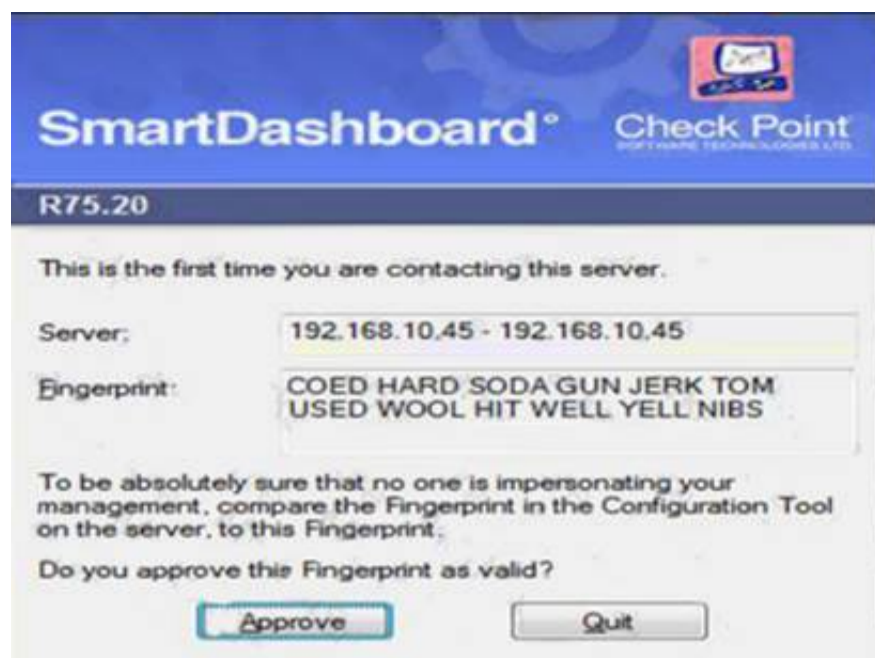 SmartDashboard°
Check Point
SOFTWARE TECHNOLOGIES LTD.
R75.20
This is the first time you are contacting this server.
Server:
192.168.10.45 - 192.168.10.45
Fingerprint:
COED HARD SODA GUN JERK TOM
USED WOOL HIT WELL YELL NIBS
To be absolutely sure that no one is impersonating your
management, compare the Fingerprint in the Configuration Tool
on the server, to this Fingerprint.
Do you approve this Fingerprint as valid?
Approve
Quit